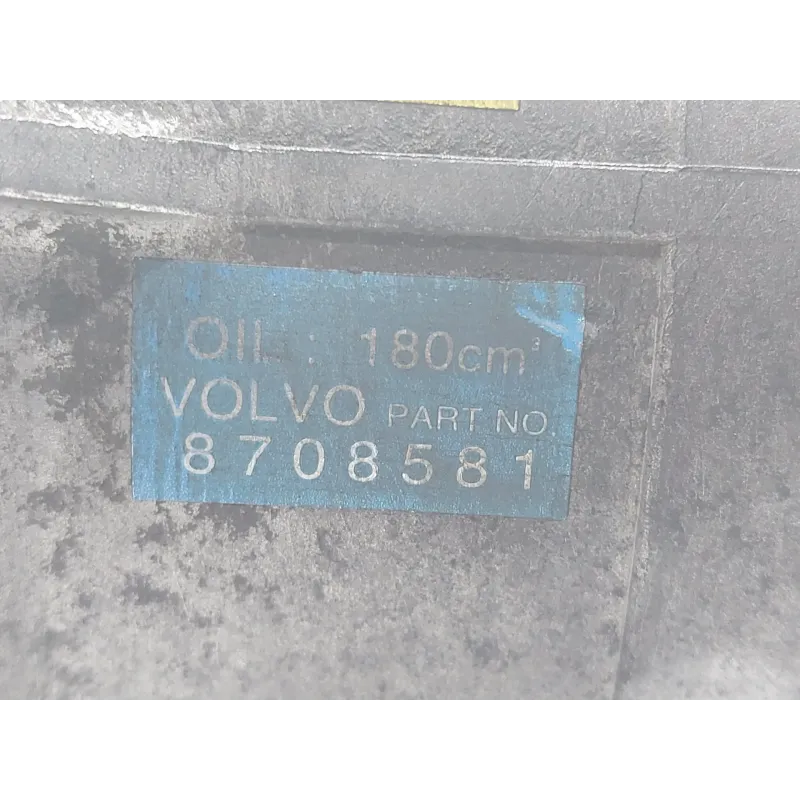 OIL : 180cm³
VOLVO PART NO.
8708581